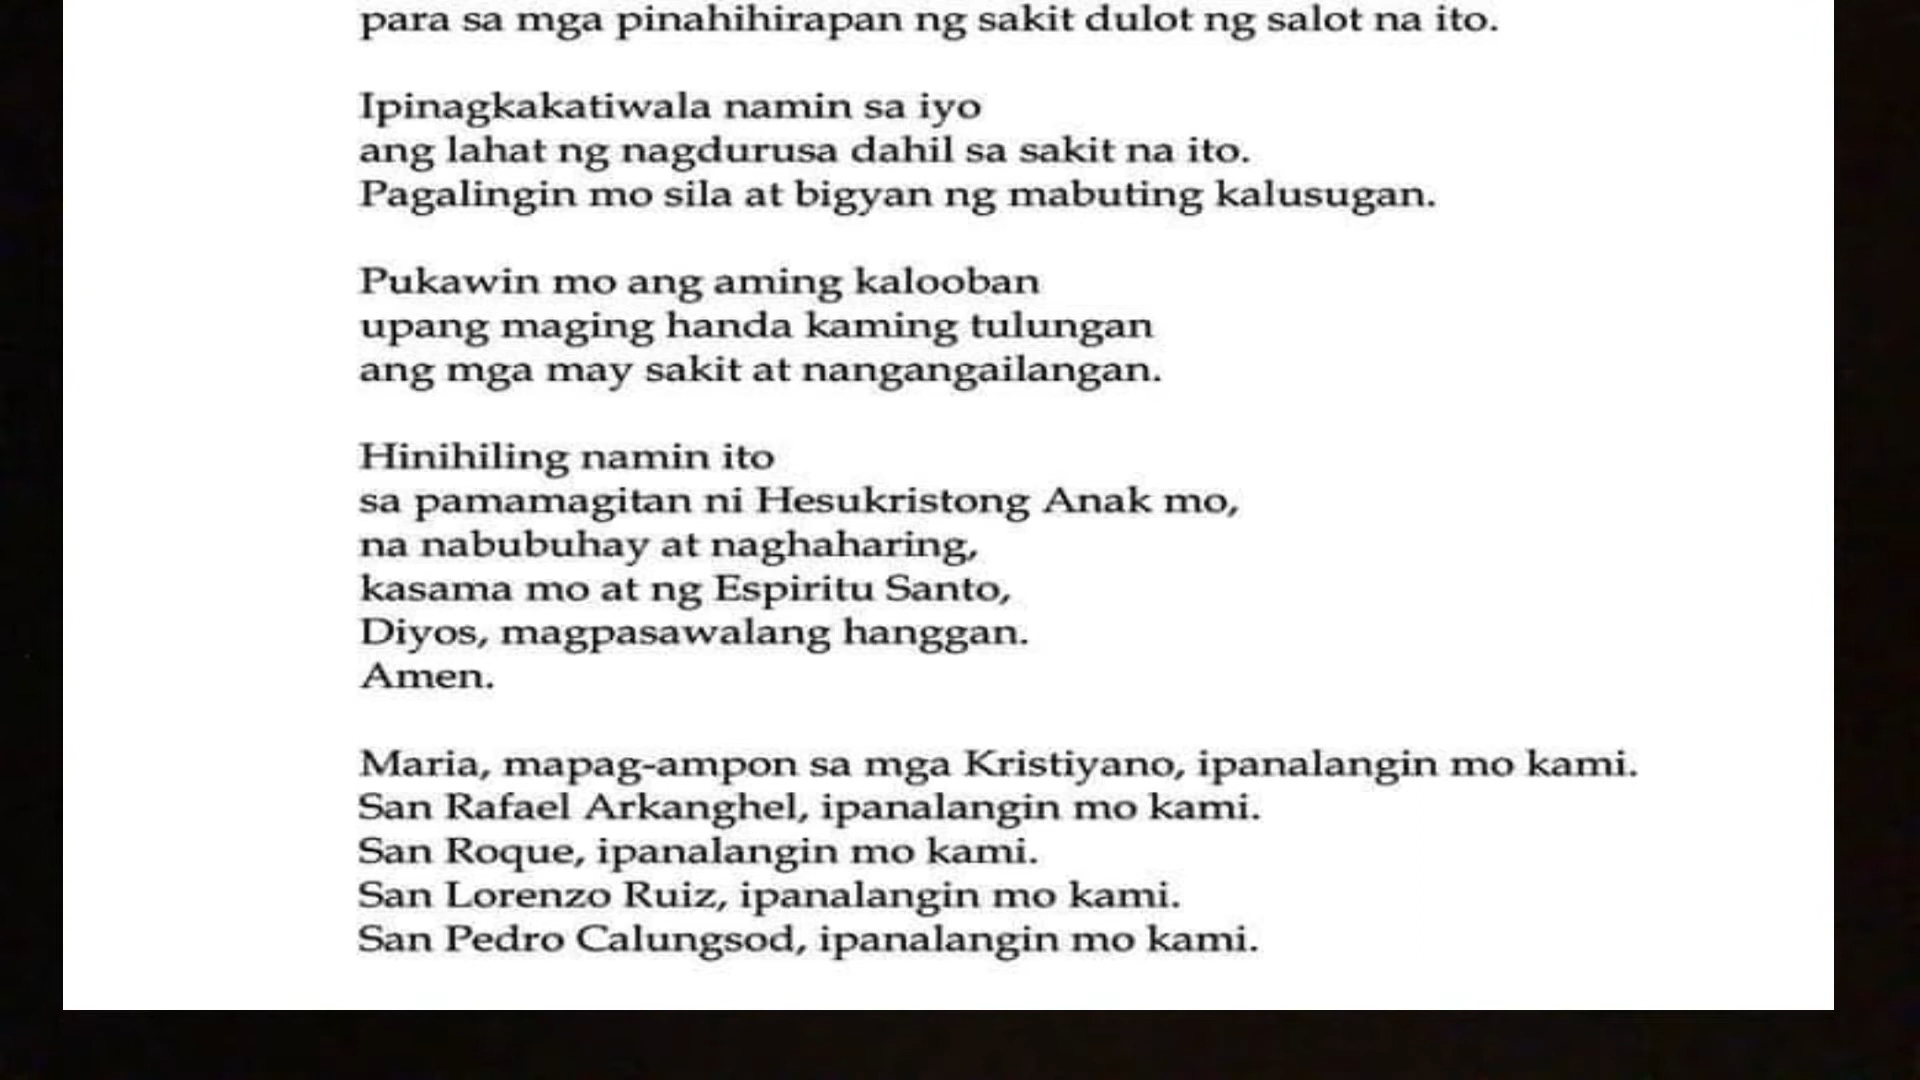 para sa mga pinahihirapan ng sakit dulot ng salot na ito.
Ipinagkakatiwala namin sa iyo
ang lahat ng nagdurusa dahil sa sakit na ito.
Pagalingin mo sila at bigyan ng mabuting kalusugan.
Pukawin mo ang aming kalooban
upang maging handa kaming tulungan
ang mga may sakit at nangangailangan.
Hinihiling namin ito
sa pamamagitan ni Hesukristong Anak mo,
na nabubuhay at naghaharing,
kasama mo at ng Espiritu Santo,
Diyos, magpasawalang hanggan.
Amen.
Maria, mapag-ampon sa mga Kristiyano, ipanalangin mo kami.
San Rafael Arkanghel, ipanalangin mo kami.
San Roque, ipanalangin mo kami.
San Lorenzo Ruiz, ipanalangin mo kami.
San Pedro Calungsod, ipanalangin mo kami.